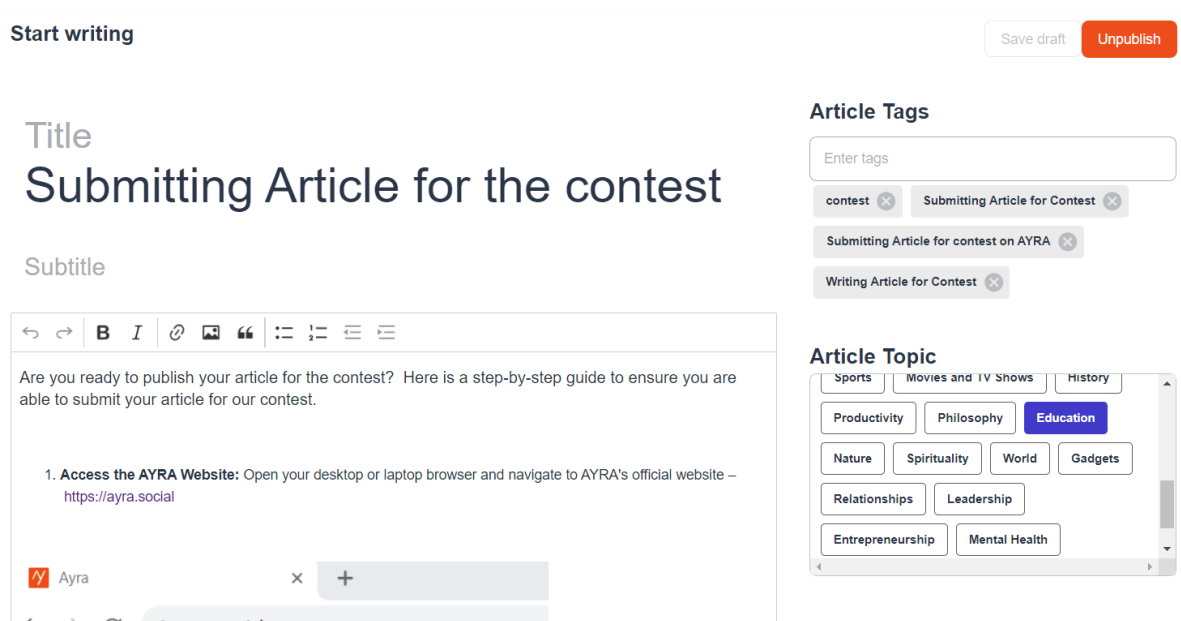 Start writing
Save draft
Unpublish
Title
Submitting Article for the contest
Subtitle
B I
Are you ready to publish your article for the contest?  Here is a step-by-step guide to ensure you are
able to submit your article for our contest.
1. Access the AYRA Website: Open your desktop or laptop browser and navigate to AYRA's official website –
https://ayra.social
Ayra
Article Tags
Enter tags
contest
Submitting Article for Contest
Submitting Article for contest on AYRA
Writing Article for Contest
Article Topic
Sports Movies and TV Shows History
Productivity Philosophy Education
Nature Spirituality World Gadgets
Relationships Leadership
Entrepreneurship Mental Health